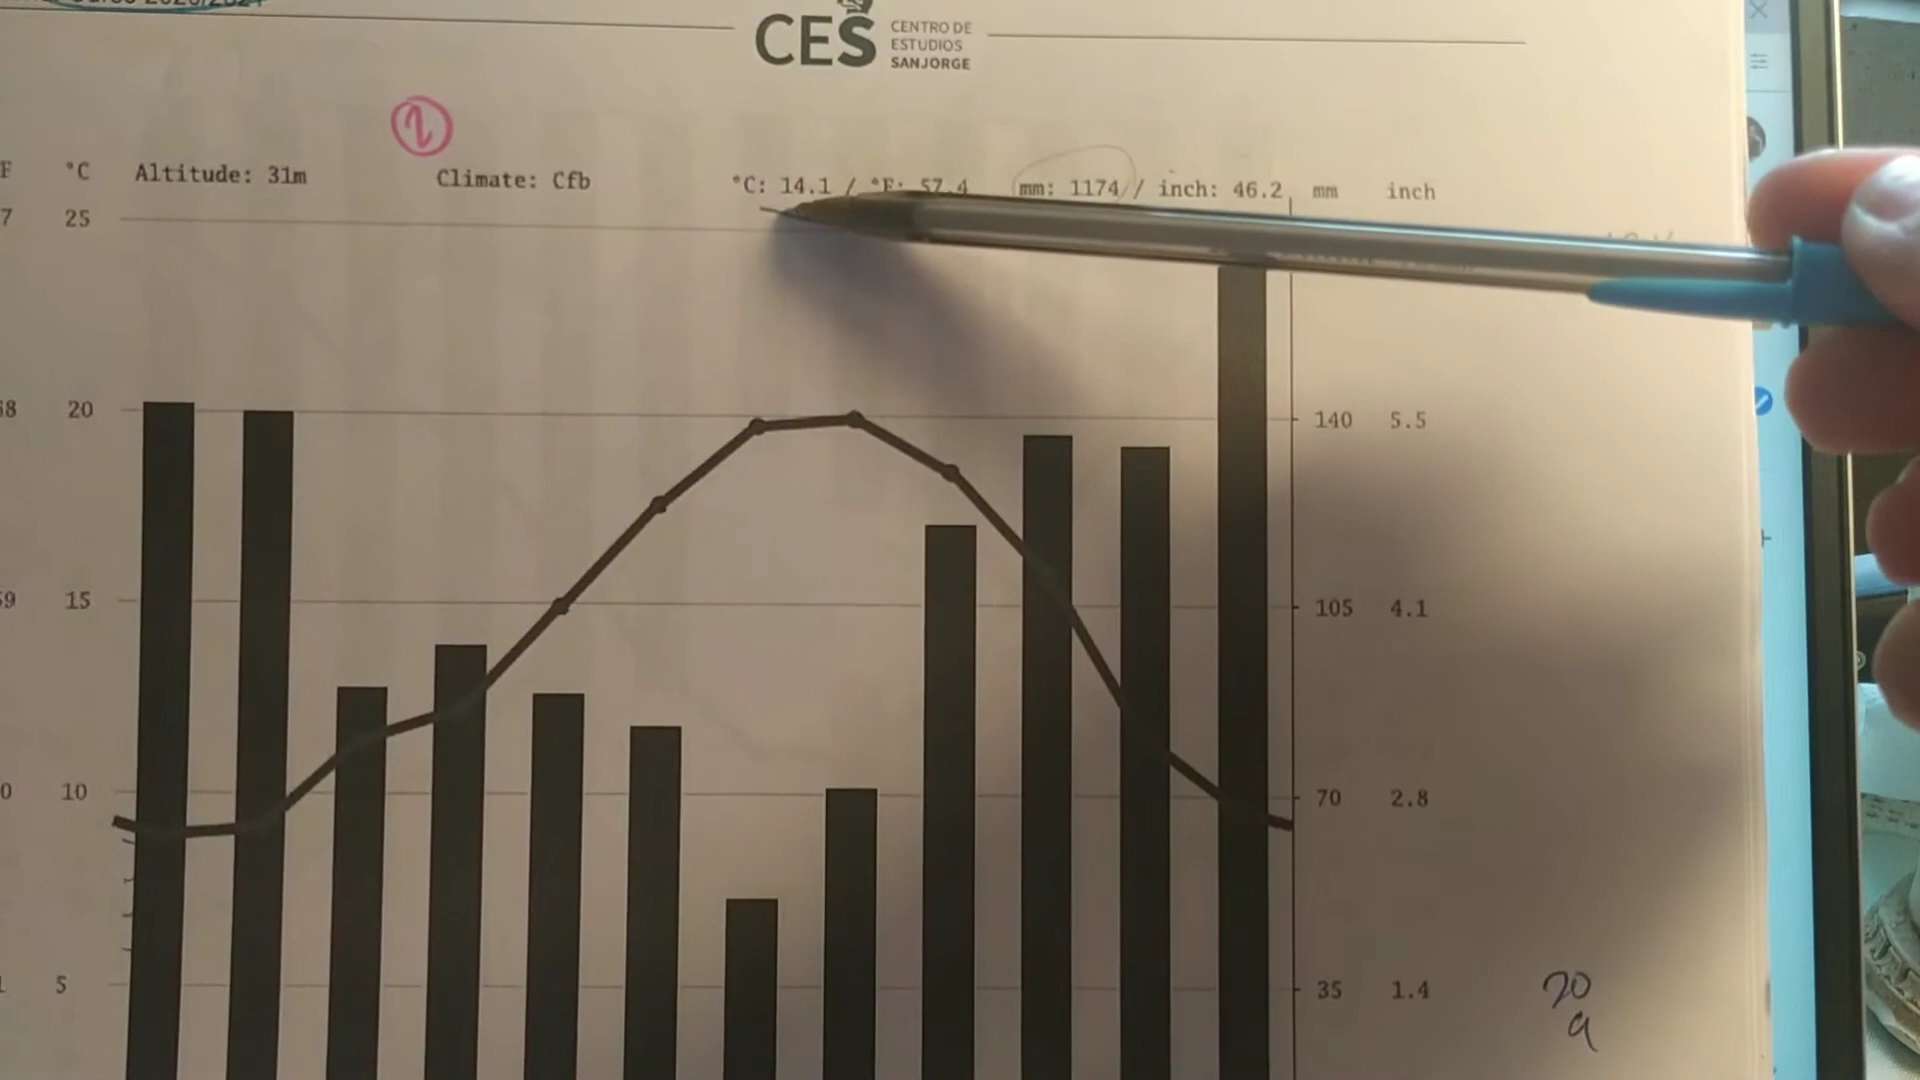 CES CENTRO DE
ESTUDIOS
SANJORGE
2
°C Altitude: 31m Climate: Cfb °C: 14.1 / °F: 57.4 mm: 1174 / inch: 46.2 mm inch
25
20 140 5.5
15 105 4.1
10 70 2.8
5 35 1.4
20
9